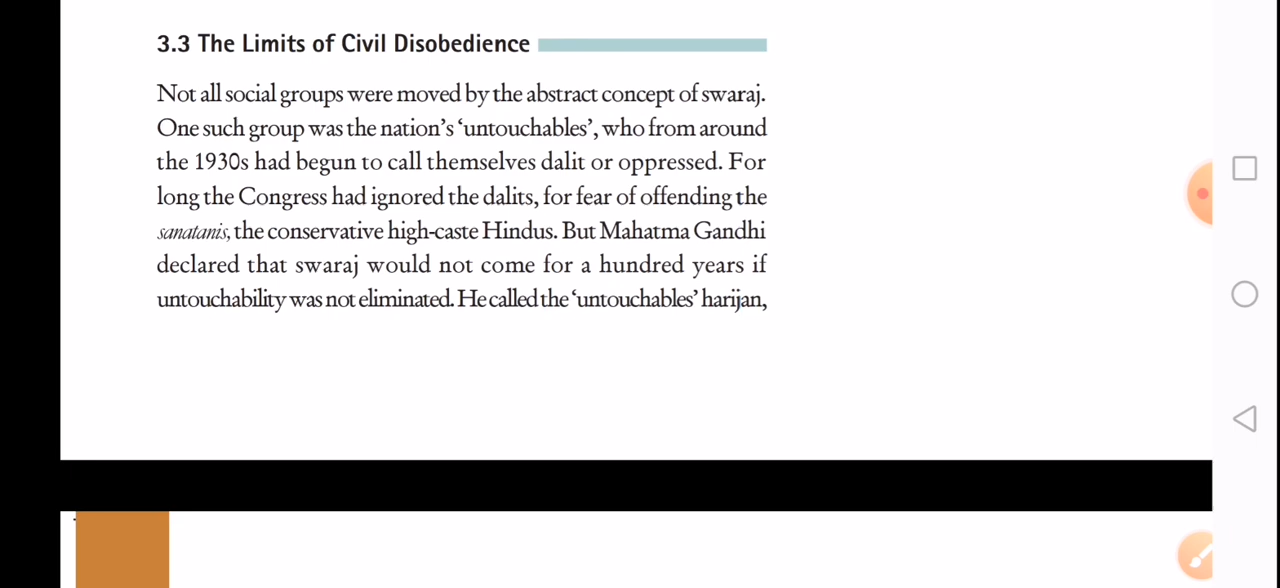 3.3 The Limits of Civil Disobedience
Not all social groups were moved by the abstract concept of swaraj.
One such group was the nation's ‘untouchables’, who from around
the 1930s had begun to call themselves dalit or oppressed. For
long the Congress had ignored the dalits, for fear of offending the
sanatanis, the conservative high-caste Hindus. But Mahatma Gandhi
declared that swaraj would not come for a hundred years if
untouchability was not eliminated. He called the ‘untouchables’ harijan,